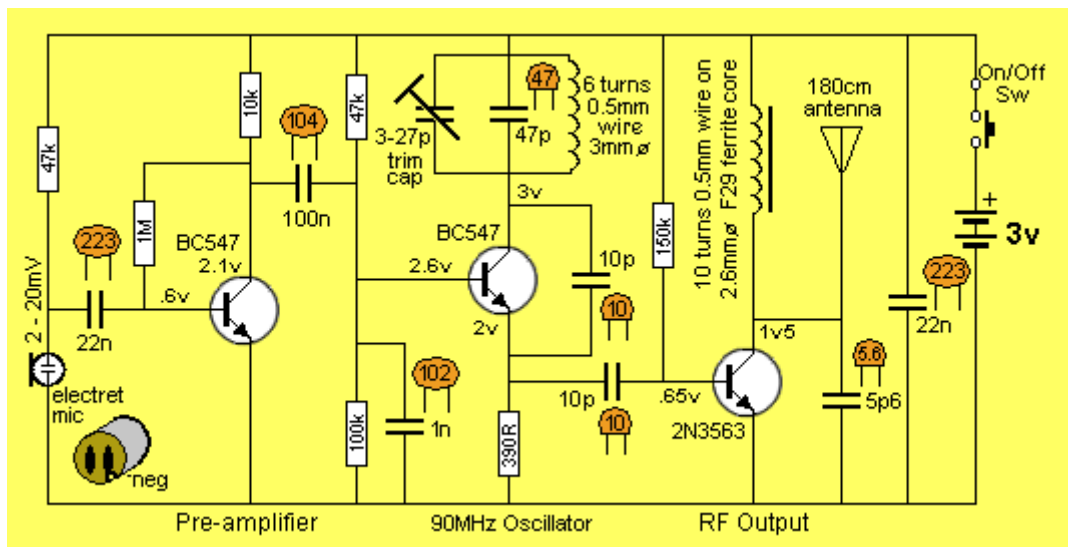 47k
2 - 20mV
electret
mic
neg
223
22n
1M
.6v
10k
BC547
2.1v
104
100n
47k
100k
102
1n
3-27p
trim
cap
47
47p
6 turns
0.5mm
wire
3mmø
3v
BC547
2.6v
2v
10p
10
10p
10
390R
150k
.65v
10 turns 0.5mm wire on
2.6mmø F29 ferrite core
1v5
2N3563
180cm
antenna
5.6
5p6
223
22n
On/Off
Sw
+
3v
Pre-amplifier
90MHz Oscillator
RF Output